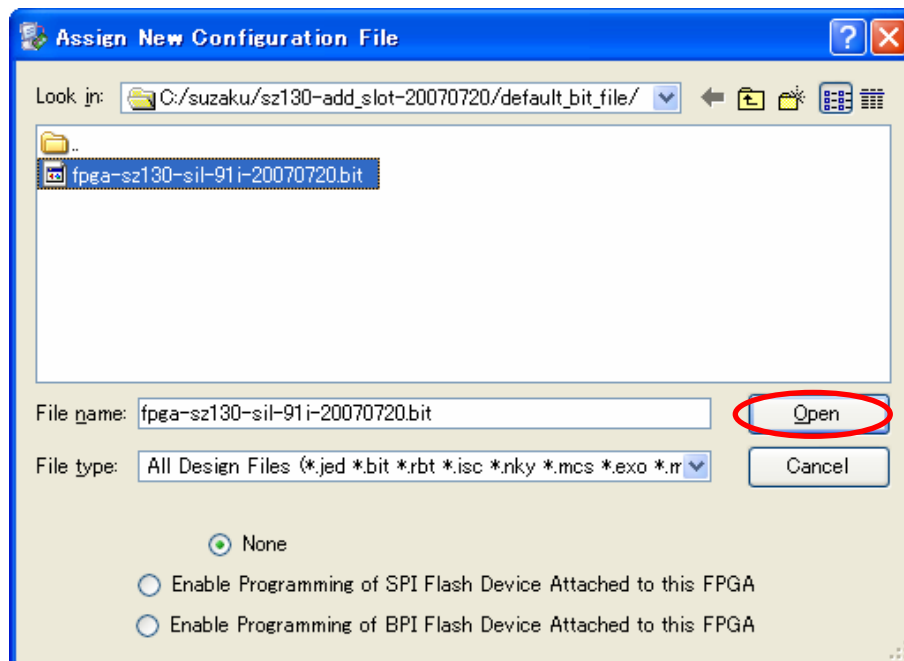 Assign New Configuration File
Look in: C:/suzaku/sz130-add_slot-20070720/default_bit_file/
..
fpga-sz130-sil-91i-20070720.bit
File name: fpga-sz130-sil-91i-20070720.bit Open
File type: All Design Files (*.jed *.bit *.rbt *.isc *.nky *.mcs *.exo *.m Cancel
None
Enable Programming of SPI Flash Device Attached to this FPGA
Enable Programming of BPI Flash Device Attached to this FPGA